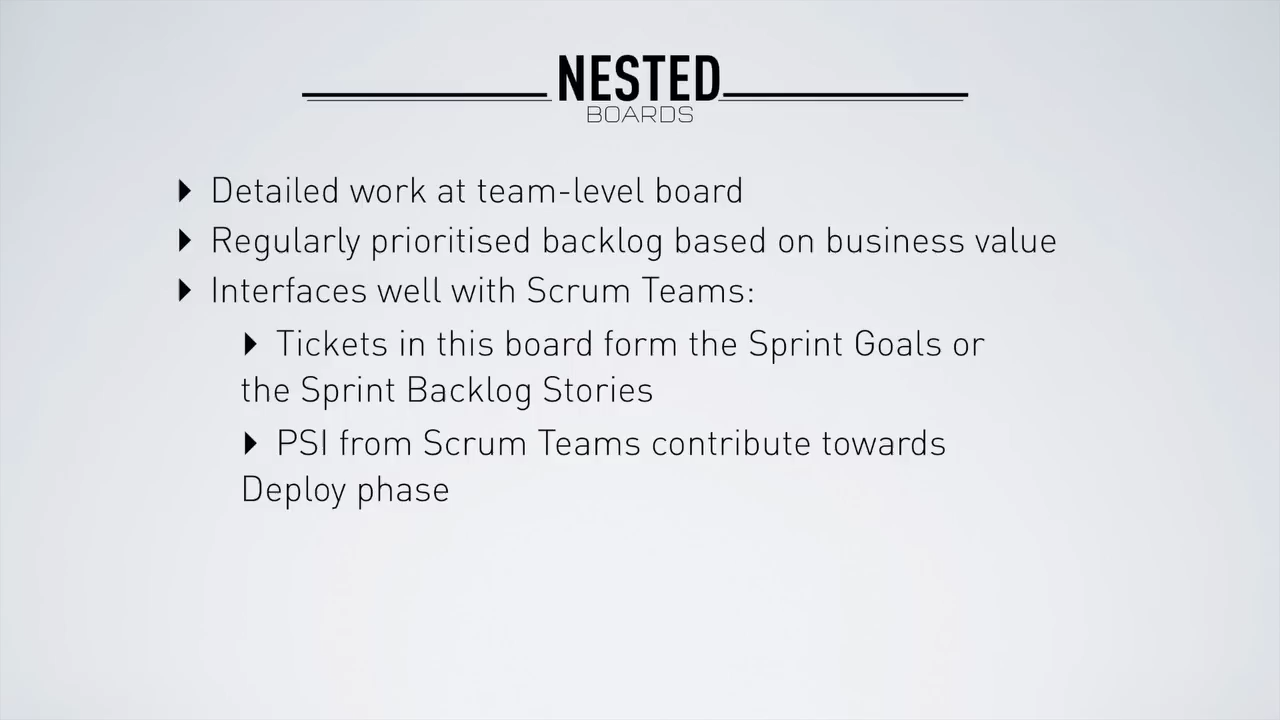 NESTED
BOARDS
Detailed work at team-level board
Regularly prioritised backlog based on business value
Interfaces well with Scrum Teams:
Tickets in this board form the Sprint Goals or
the Sprint Backlog Stories
PSI from Scrum Teams contribute towards
Deploy phase